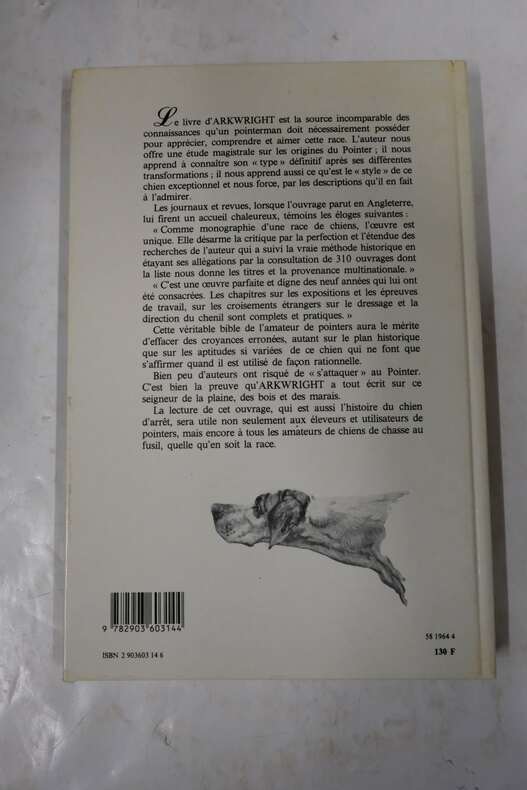 Le livre d'ARKWRIGHT est la source incomparable des
connaissances qu'un pointerman doit nécessairement posséder
pour apprécier, comprendre et aimer cette race. L'auteur nous
offre une étude magistrale sur les origines du Pointer ; il nous
apprend à connaître son « type » définitif après ses différentes
transformations ; il nous apprend aussi ce qu'est le « style » de
ce chien exceptionnel et nous force, par les descriptions qu'il en fait
à l'admirer.
Les journaux et revues, lorsque l'ouvrage parut en Angleterre,
lui firent un accueil chaleureux, témoins les éloges suivantes :
« Comme monographie d'une race de chiens, l'œuvre est
unique. Elle désarme la critique par la perfection et l'étendue des
recherches de l'auteur qui a suivi la vraie méthode historique en
étayant ses allégations par la consultation de 310 ouvrages dont
la liste nous donne les titres et la provenance multinationale. »
« C'est une œuvre parfaite et digne des neuf années qui lui ont
été consacrées. Les chapitres sur les expositions et les épreuves
de travail, sur les croisements étrangers sur le dressage et la
direction du chenil sont complets et pratiques. »
Cette véritable bible de l'amateur de pointers aura le mérite
d'effacer des croyances erronées, autant sur le plan historique
que sur les aptitudes si variées de ce chien qui ne font que
s'affirmer quand il est utilisé de façon rationnelle.
Bien peu d'auteurs ont risqué de « s'attaquer » au Pointer.
C'est bien la preuve qu'ARKWRIGHT a tout écrit sur ce
seigneur de la plaine, des bois et des marais.
La lecture de cet ouvrage, qui est aussi l'histoire du chien
d'arrêt, sera utile non seulement aux éleveurs et utilisateurs de
pointers, mais encore à tous les amateurs de chiens de chasse au
fusil, quelle qu'en soit la race.
9 782903 603144
ISBN 2 903603 14 6
58 1964 4
130 F